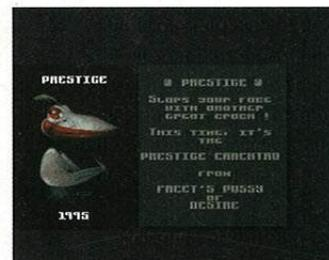 PRESTIGE
1995
@ PRESTIGE @
SLAPS YOUR FACE
WITH ANOTHER
GREAT CRACK !
THIS TIME, IT'S
THE
PRESTIGE CRACKTRO
FROM
FACET'S PUSSY
OF
DESIRE